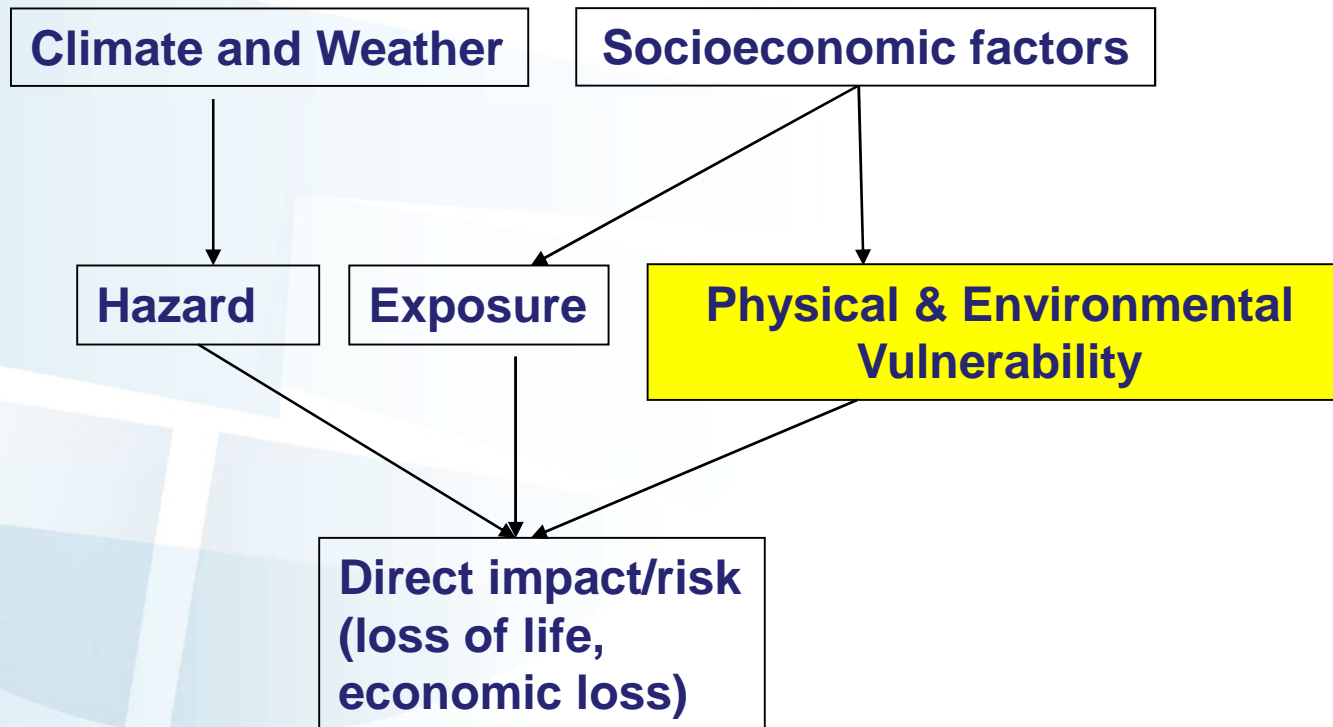 Climate and Weather
Socioeconomic factors
Hazard
Exposure
Physical & Environmental
Vulnerability
Direct impact/risk
(loss of life,
economic loss)